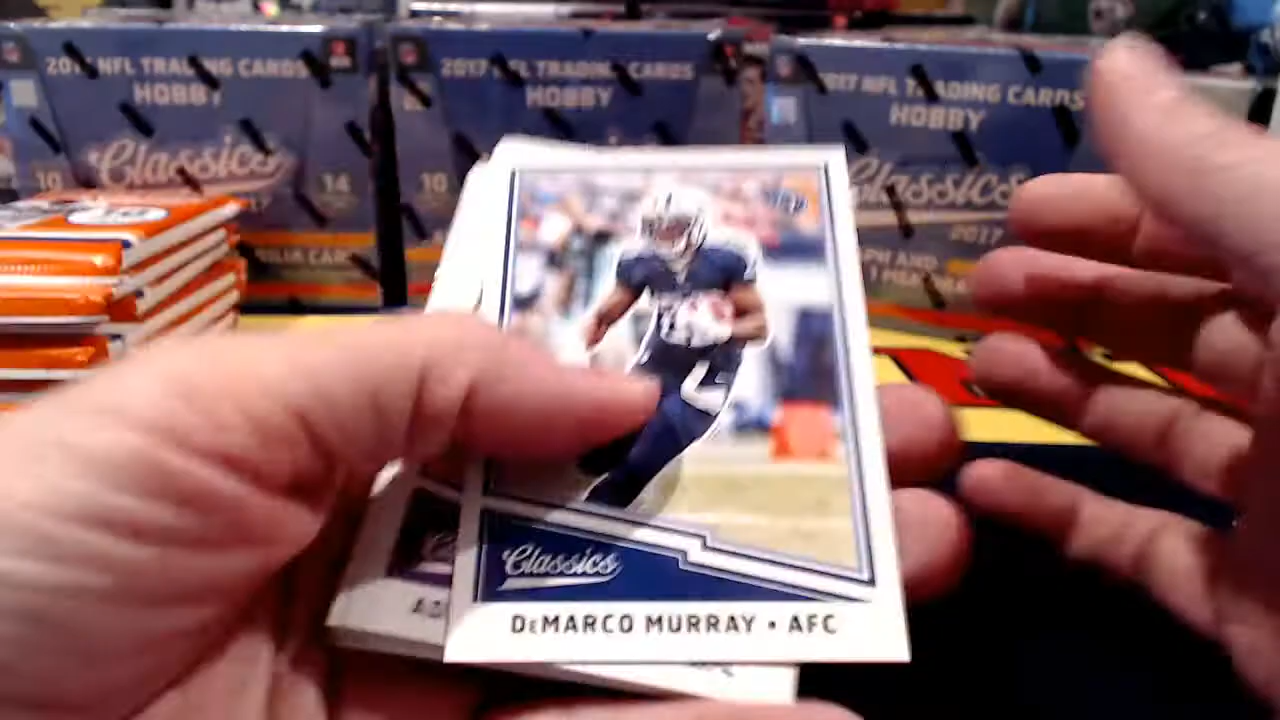 2017 NFL TRADING CARDS
HOBBY
Classics
10
14
2017 NFL TRADING CARDS
HOBBY
10
2017 NFL TRADING CARDS
HOBBY
Classics
2017
Classics
DeMARCO MURRAY • AFC